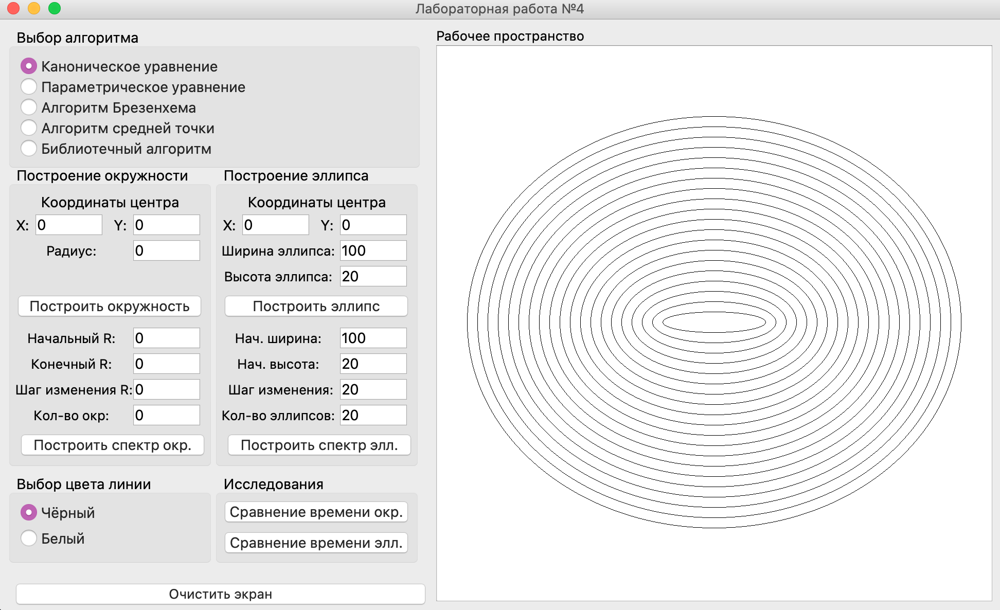 Лабораторная работа №4
Выбор алгоритма
Каноническое уравнение
Параметрическое уравнение
Алгоритм Брезенхема
Алгоритм средней точки
Библиотечный алгоритм
Построение окружности
Координаты центра
X: 0 Y: 0
Радиус: 0
Построить окружность
Начальный R: 0
Конечный R: 0
Шаг изменения R: 0
Кол-во окр: 0
Построить спектр окр.
Построение эллипса
Координаты центра
X: 0 Y: 0
Ширина эллипса: 100
Высота эллипса: 20
Построить эллипс
Нач. ширина: 100
Нач. высота: 20
Шаг изменения: 20
Кол-во эллипсов: 20
Построить спектр элл.
Выбор цвета линии
Чёрный
Белый
Исследования
Сравнение времени окр.
Сравнение времени элл.
Очистить экран
Рабочее пространство